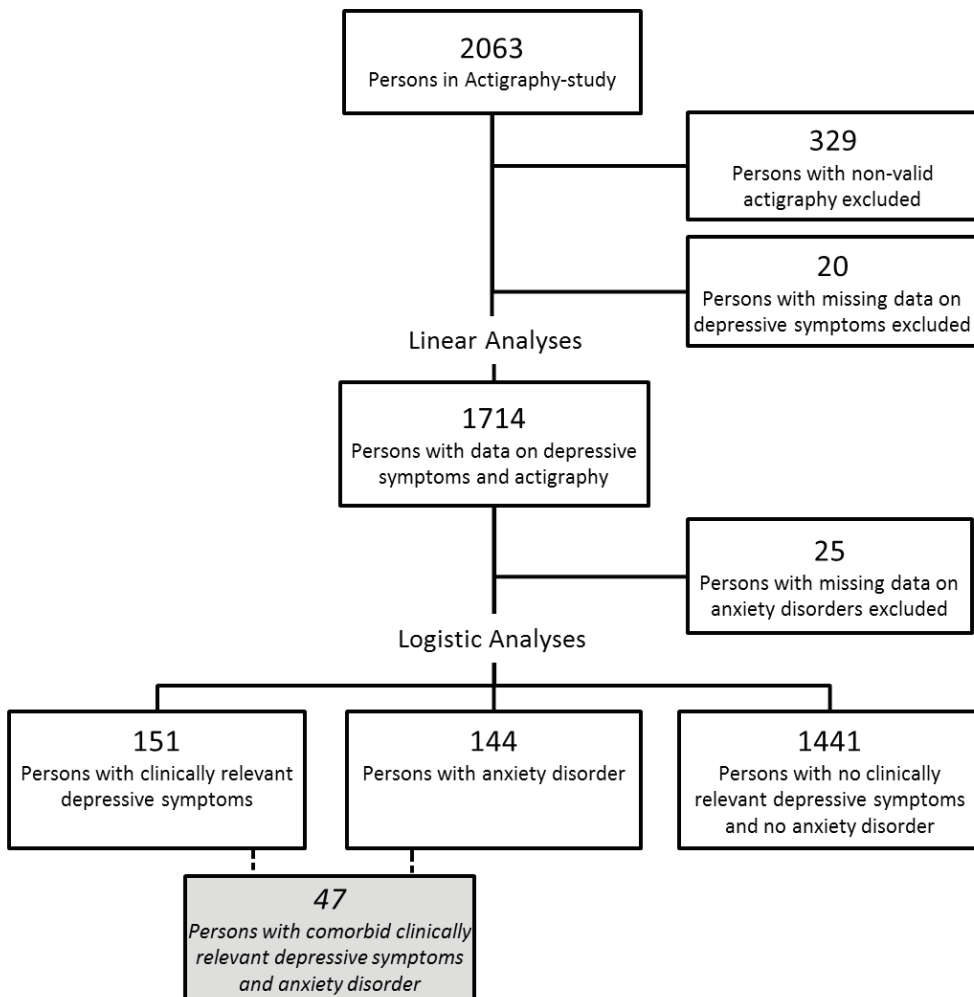 2063
Persons in Actigraphy-study
329
Persons with non-valid
actigraphy excluded
20
Persons with missing data on
depressive symptoms excluded
Linear Analyses
1714
Persons with data on depressive
symptoms and actigraphy
25
Persons with missing data on
anxiety disorders excluded
Logistic Analyses
151
Persons with clinically relevant
depressive symptoms
144
Persons with anxiety disorder
1441
Persons with no clinically
relevant depressive symptoms
and no anxiety disorder
47
Persons with comorbid clinically
relevant depressive symptoms
and anxiety disorder